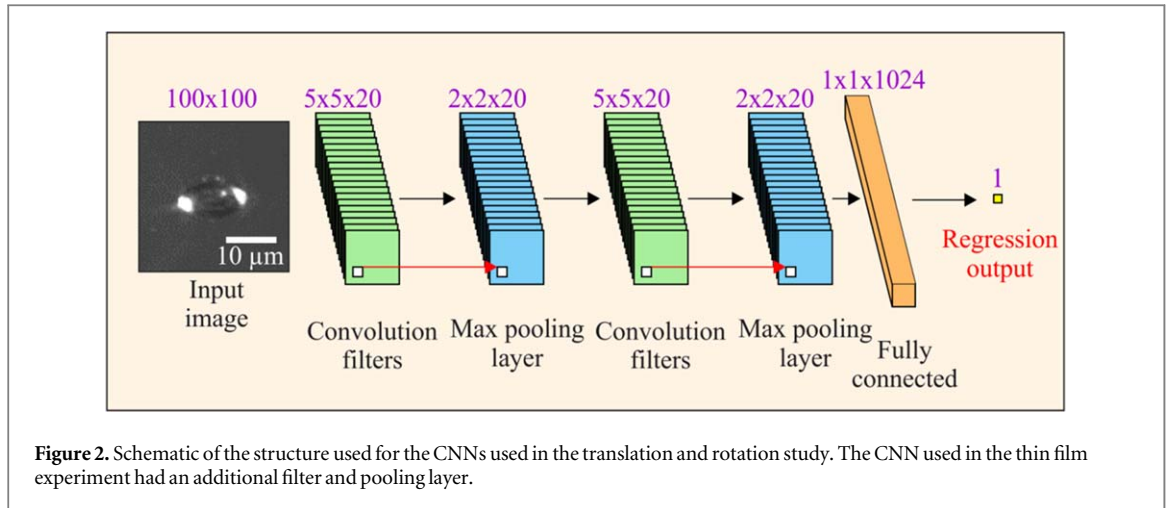 100x100
5x5x20
2x2x20
5x5x20
2x2x20
1x1x1024
10 µm
1
Regression
output
Input
image
Convolution
filters
Max pooling
layer
Convolution
filters
Max pooling
layer
Fully
connected
Figure 2. Schematic of the structure used for the CNNs used in the translation and rotation study. The CNN used in the thin film
experiment had an additional filter and pooling layer.